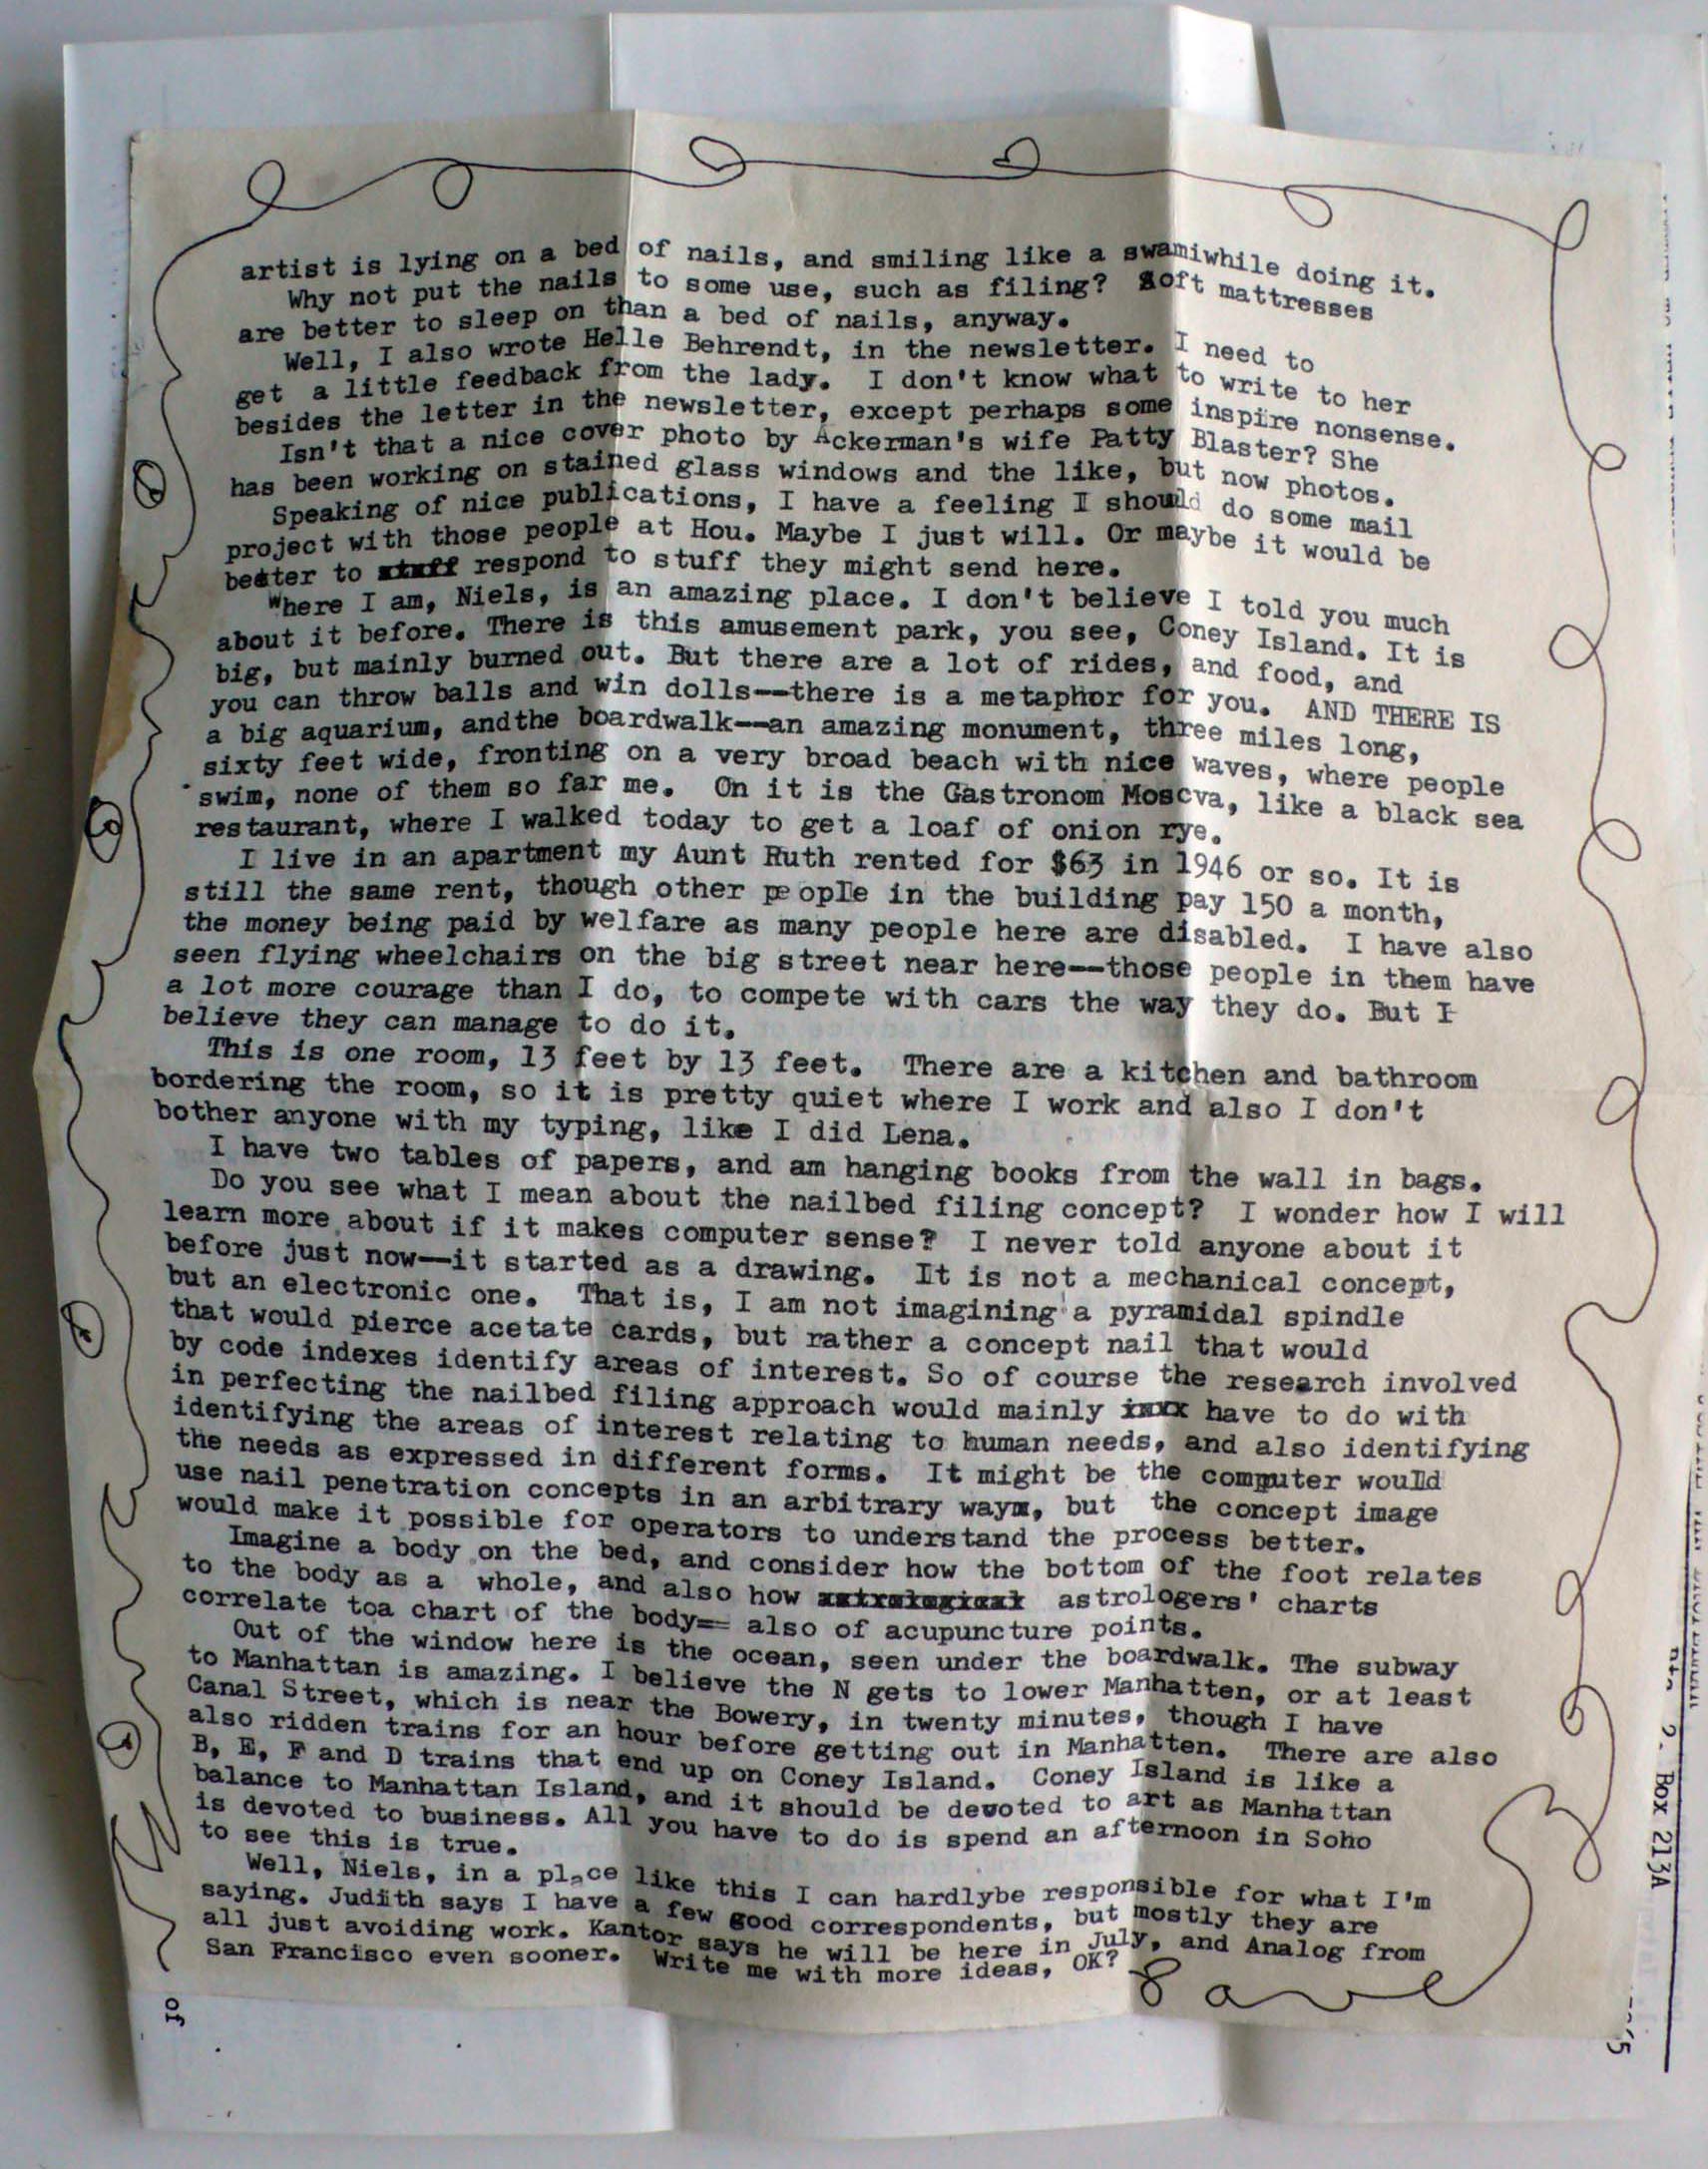 artist is lying on a bed of nails, and smiling like a swamiwhile doing it.
Why not put the nails to some use, such as filing? Soft mattresses
are better to sleep on than a bed of nails, anyway.
Well, I also wrote Helle Behrendt, in the newsletter. I need to
get a little feedback from the lady. I don't know what to write to her
besides the letter in the newsletter, except perhaps some inspire nonsense.
Isn't that a nice cover photo by Ackerman's wife Patty Blaster? She
has been working on stained glass windows and the like, but now photos.
Speaking of nice publications, I have a feeling I should do some mail
project with those people at Hou. Maybe I just will. Or maybe it would be
better to stuff respond to stuff they might send here.
Where I am, Niels, is an amazing place. I don't believe I told you much
about it before. There is this amusement park, you see, Coney Island. It is
big, but mainly burned out. But there are a lot of rides, and food, and
you can throw balls and win dolls--there is a metaphor for you. AND THERE IS
a big aquarium, andthe boardwalk--an amazing monument, three miles long,
sixty feet wide, fronting on a very broad beach with nice waves, where people
swim, none of them so far me. On it is the Gastronom Moscva, like a black sea
restaurant, where I walked today to get a loaf of onion rye.
I live in an apartment my Aunt Ruth rented for $63 in 1946 or so. It is
still the same rent, though other people in the building pay 150 a month,
the money being paid by welfare as many people here are disabled. I have also
seen flying wheelchairs on the big street near here--those people in them have
a lot more courage than I do, to compete with cars the way they do. But I
believe they can manage to do it.
This is one room, 13 feet by 13 feet. There are a kitchen and bathroom
bordering the room, so it is pretty quiet where I work and also I don't
bother anyone with my typing, like I did Lena.
I have two tables of papers, and am hanging books from the wall in bags.
Do you see what I mean about the nailbed filing concept? I wonder how I will
learn more about if it makes computer sense? I never told anyone about it
before just now--it started as a drawing. It is not a mechanical concept,
but an electronic one. That is, I am not imagining a pyramidal spindle
that would pierce acetate cards, but rather a concept nail that would
by code indexes identify areas of interest. So of course the research involved
in perfecting the nailbed filing approach would mainly have to do with
identifying the areas of interest relating to human needs, and also identifying
the needs as expressed in different forms. It might be the computer would
use nail penetration concepts in an arbitrary wayx, but the concept image
would make it possible for operators to understand the process better.
Imagine a body on the bed, and consider how the bottom of the foot relates
to the body as a whole, and also how astrological astrologers' charts
correlate toa chart of the body== also of acupuncture points.
Out of the window here is the ocean, seen under the boardwalk. The subway
to Manhattan is amazing. I believe the N gets to lower Manhatten, or at least
Canal Street, which is near the Bowery, in twenty minutes, though I have
also ridden trains for an hour before getting out in Manhatten. There are also
B, E, F and D trains that end up on Coney Island. Coney Island is like a
balance to Manhattan Island, and it should be devoted to art as Manhattan
is devoted to business. All you have to do is spend an afternoon in Soho
to see this is true.
Well, Niels, in a place like this I can hardlybe responsible for what I'm
saying. Judith says I have a few good correspondents, but mostly they are
all just avoiding work. Kantor says he will be here in July, and Analog from
San Francisco even sooner. Write me with more ideas, OK?
Dave
of
2. Box 213A